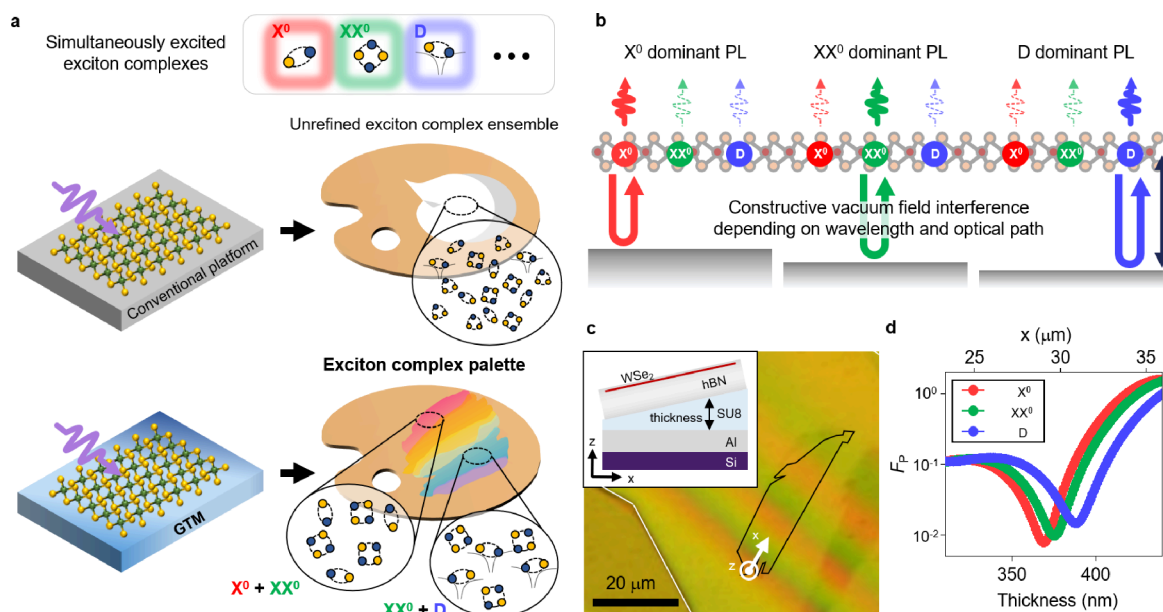 a
Simultaneously excited
exciton complexes
X⁰
XX⁰
D
•••
Unrefined exciton complex ensemble
Conventional platform
Exciton complex palette
GTM
X⁰ + XX⁰
XX⁰ + D
b
X⁰ dominant PL
XX⁰ dominant PL
D dominant PL
X⁰ XX⁰ D X⁰ XX⁰ D X⁰ XX⁰ D
Constructive vacuum field interference
depending on wavelength and optical path
c
WSe₂
hBN
thickness
SU8
Al
Si
z
x
x
z
20 μm
d
x (μm)
25 30 35
X⁰
XX⁰
D
10⁰
10⁻¹
10⁻²
Fₚ
350 400
Thickness (nm)